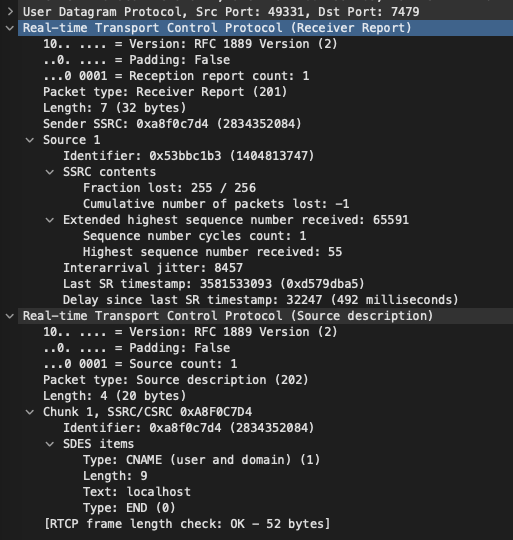 User Datagram Protocol, Src Port: 49331, Dst Port: 7479
Real-time Transport Control Protocol (Receiver Report)
10.. .... = Version: RFC 1889 Version (2)
..0. .... = Padding: False
...0 0001 = Reception report count: 1
Packet type: Receiver Report (201)
Length: 7 (32 bytes)
Sender SSRC: 0xa8f0c7d4 (2834352084)
Source 1
Identifier: 0x53bbc1b3 (1404813747)
SSRC contents
Fraction lost: 255 / 256
Cumulative number of packets lost: -1
Extended highest sequence number received: 65591
Sequence number cycles count: 1
Highest sequence number received: 55
Interarrival jitter: 8457
Last SR timestamp: 3581533093 (0xd579dba5)
Delay since last SR timestamp: 32247 (492 milliseconds)
Real-time Transport Control Protocol (Source description)
10.. .... = Version: RFC 1889 Version (2)
..0. .... = Padding: False
...0 0001 = Source count: 1
Packet type: Source description (202)
Length: 4 (20 bytes)
Chunk 1, SSRC/CSRC 0xA8F0C7D4
Identifier: 0xa8f0c7d4 (2834352084)
SDES items
Type: CNAME (user and domain) (1)
Length: 9
Text: localhost
Type: END (0)
[RTCP frame length check: OK - 52 bytes]